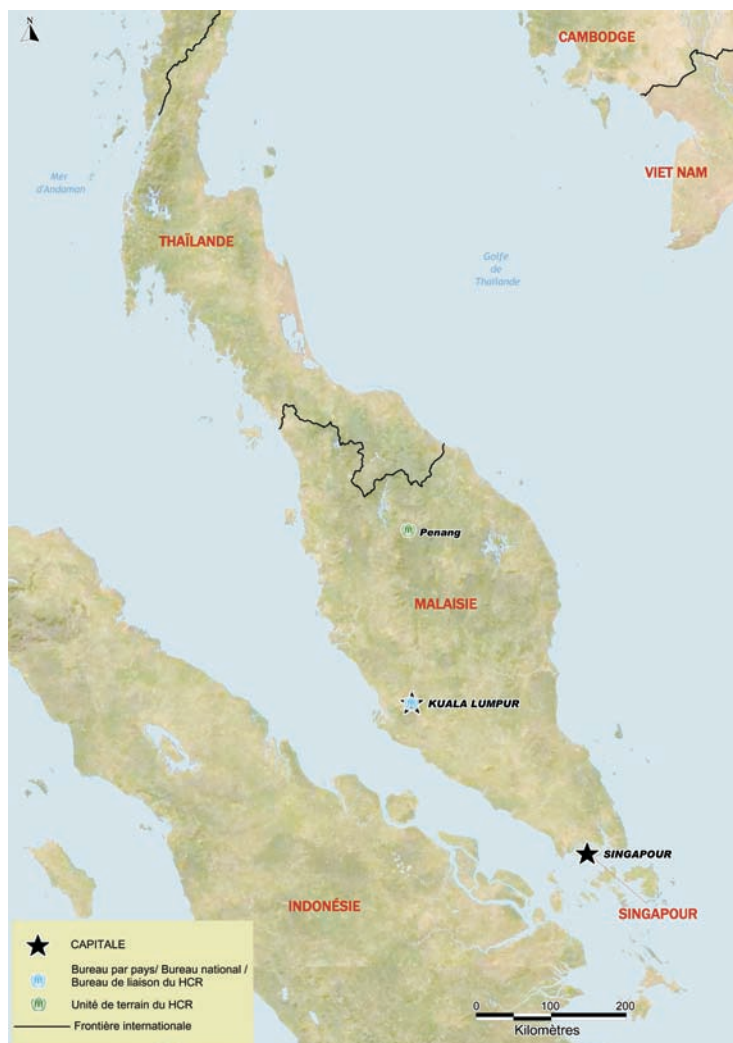 N
CAMBODGE
VIET NAM
Mer
d'Andaman
THAÏLANDE
Golfe
de
Thaïlande
Penang
MALAISIE
KUALA LUMPUR
SINGAPOUR
INDONÉSIE
SINGAPOUR
CAPITALE
Bureau par pays/ Bureau national /
Bureau de liaison du HCR
Unité de terrain du HCR
Frontière internationale
0 100 200
Kilomètres